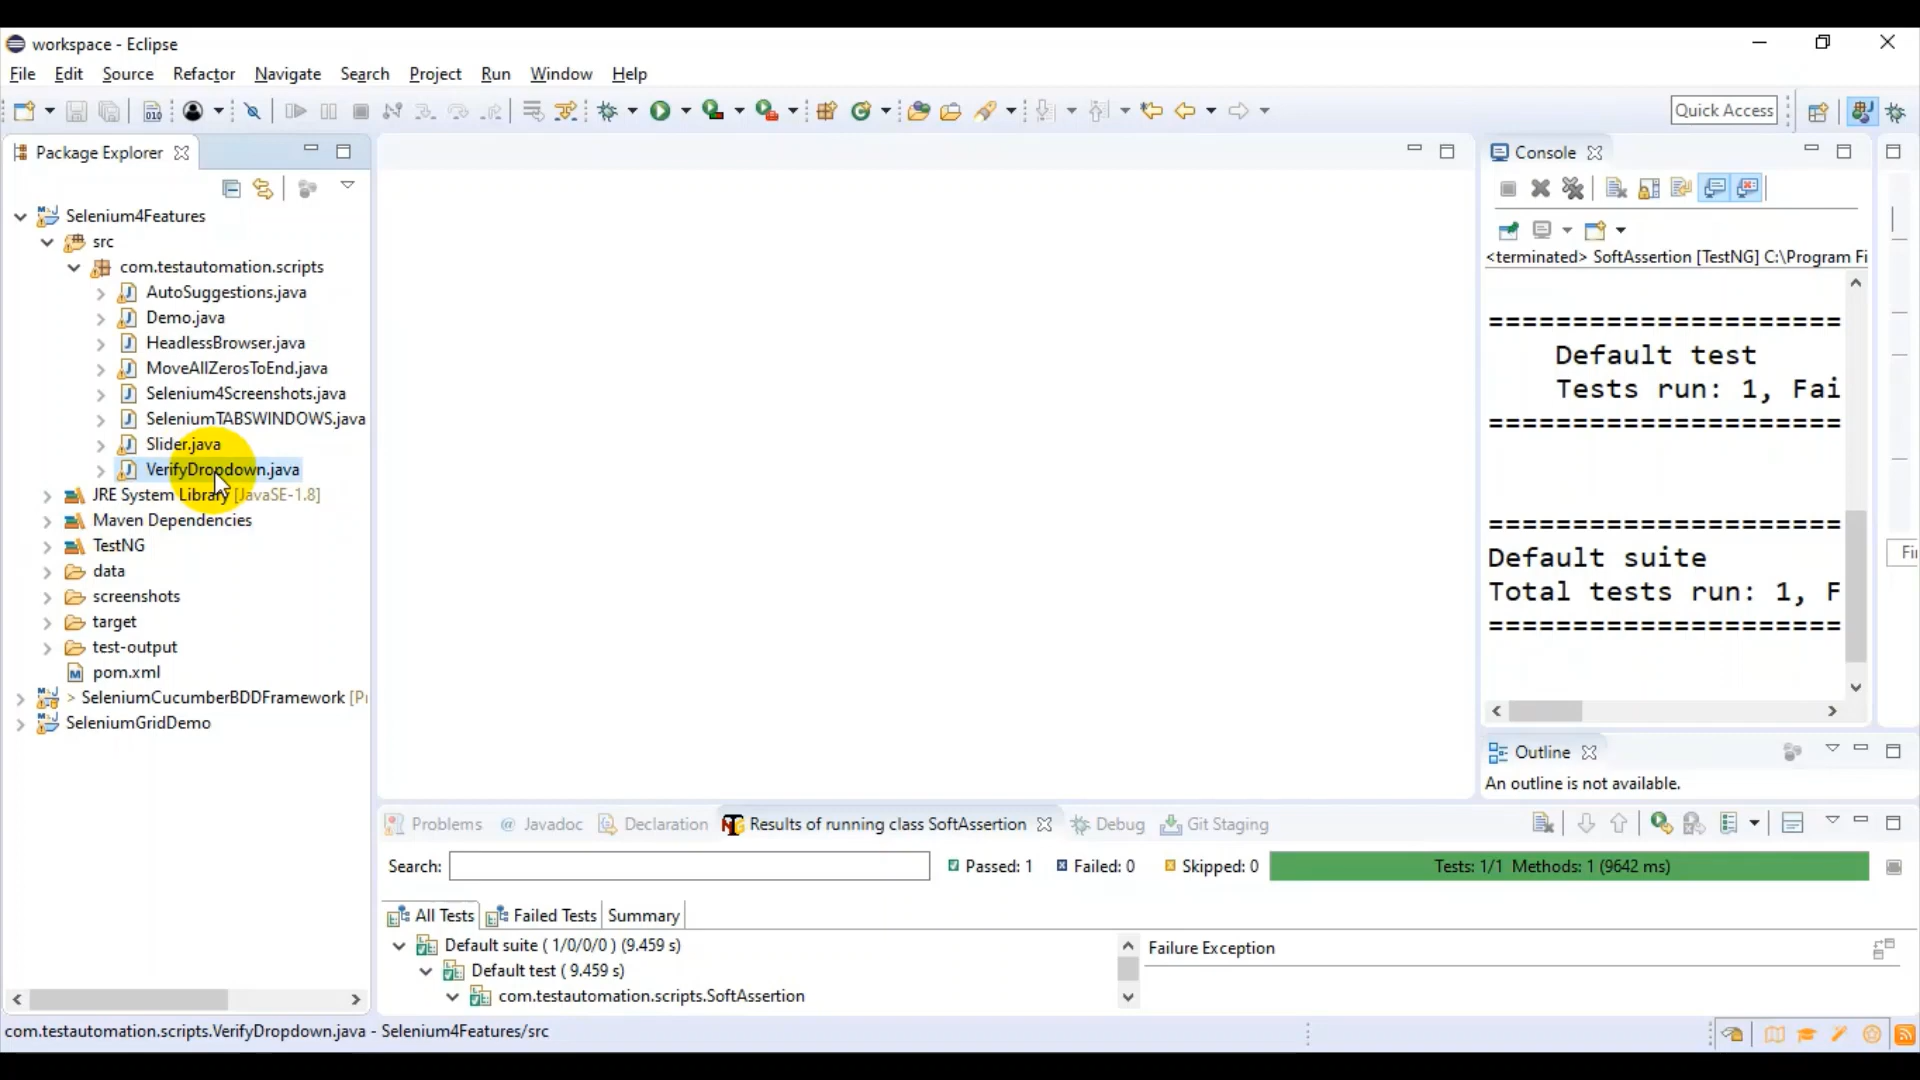 workspace - Eclipse
File Edit Source Refactor Navigate Search Project Run Window Help
Quick Access
Package Explorer
Selenium4Features
src
com.testautomation.scripts
AutoSuggestions.java
Demo.java
HeadlessBrowser.java
MoveAllZerosToEnd.java
Selenium4Screenshots.java
SeleniumTABSWINDOWS.java
Slider.java
VerifyDropdown.java
JRE System Library [JavaSE-1.8]
Maven Dependencies
TestNG
data
screenshots
target
test-output
pom.xml
> SeleniumCucumberBDDFramework [Pr
SeleniumGridDemo
Console
<terminated> SoftAssertion [TestNG] C:\Program Fi
=====================
Default test
Tests run: 1, Fai
=====================
=====================
Default suite
Total tests run: 1, F
=====================
Fi
Outline
An outline is not available.
Problems @ Javadoc Declaration Results of running class SoftAssertion Debug Git Staging
Search: Passed: 1 Failed: 0 Skipped: 0 Tests: 1/1 Methods: 1 (9642 ms)
All Tests Failed Tests Summary
Default suite ( 1/0/0/0 ) (9.459 s)
Default test ( 9.459 s)
com.testautomation.scripts.SoftAssertion
Failure Exception
com.testautomation.scripts.VerifyDropdown.java - Selenium4Features/src